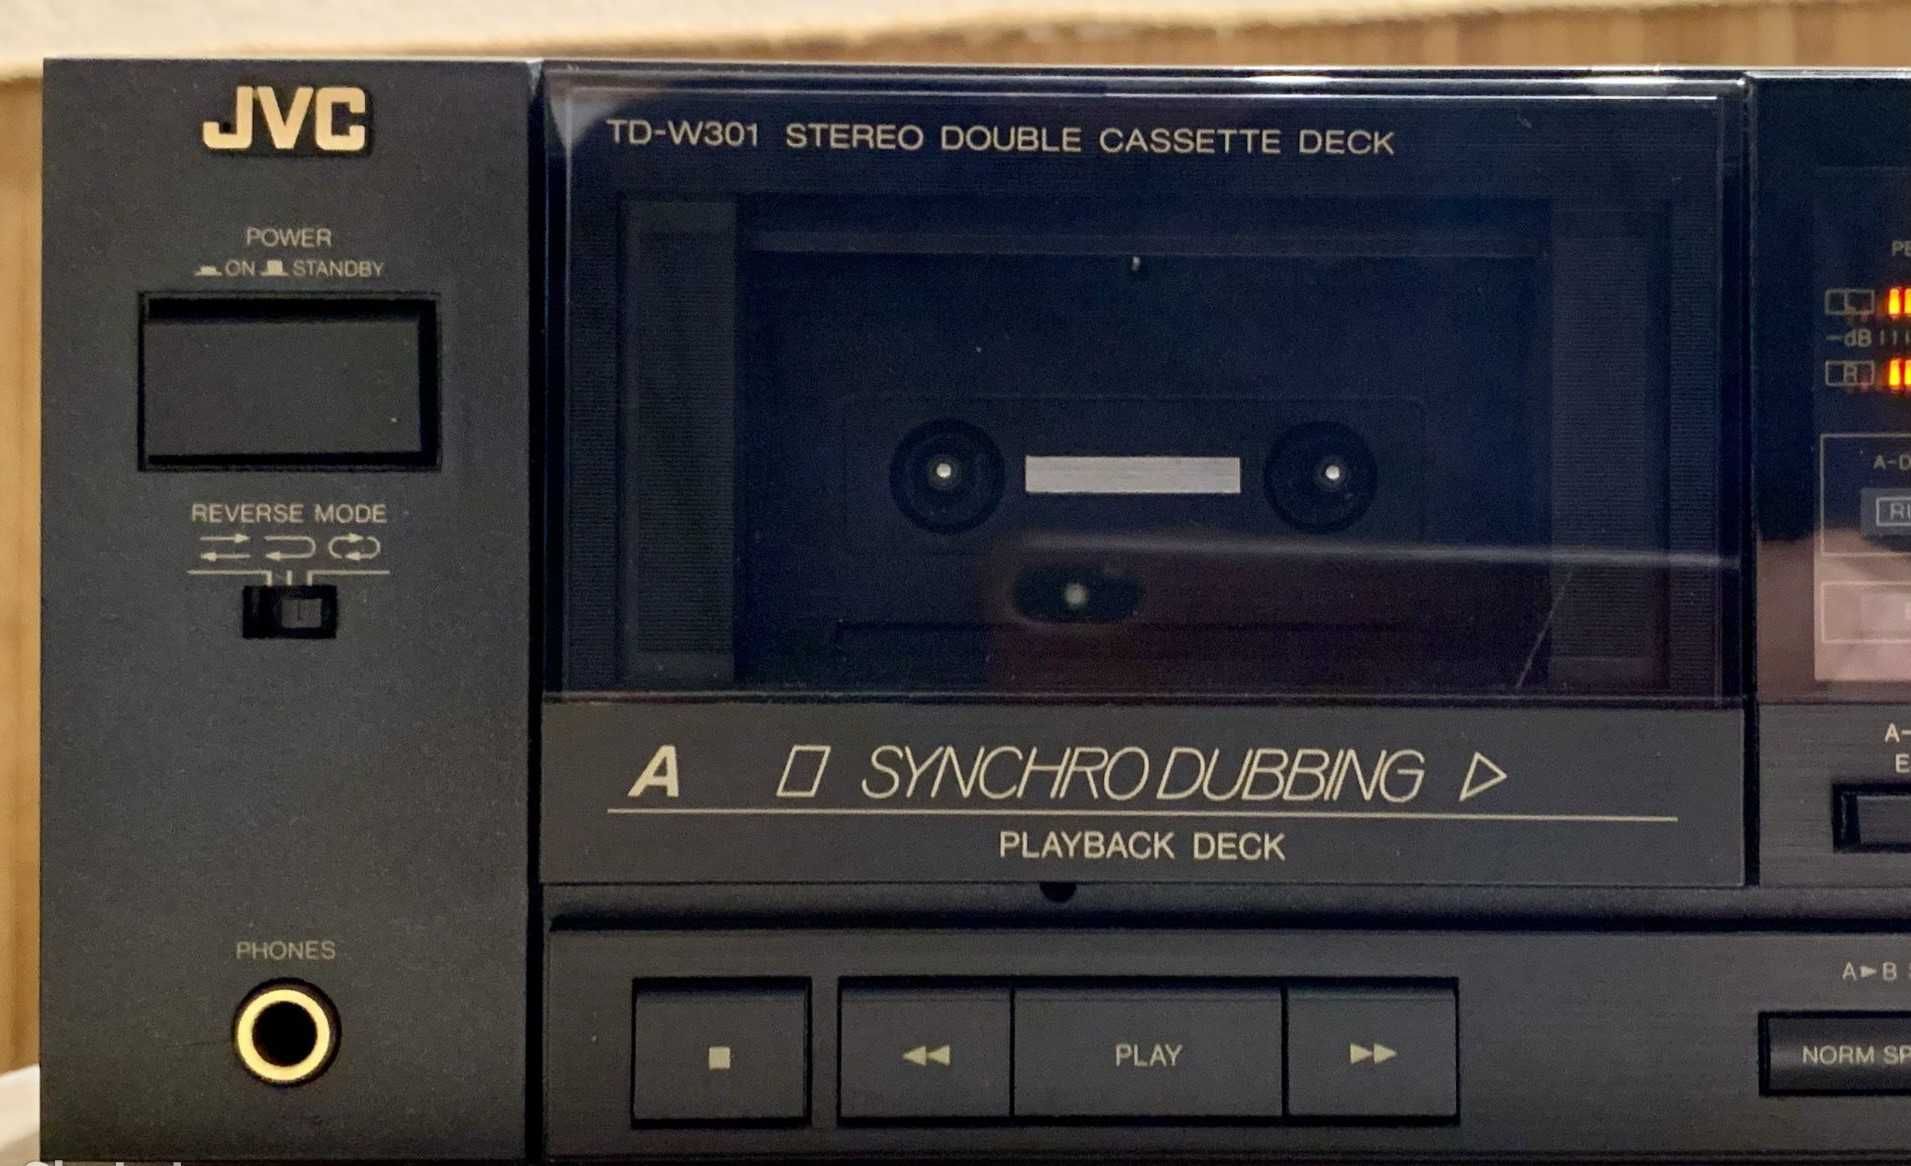 JVC
TD-W301 STEREO DOUBLE CASSETTE DECK
POWER
ON STANDBY
REVERSE MODE
L
-dB
R
A SYNCHRO DUBBING
PLAYBACK DECK
PHONES
A►B
PLAY
NORM